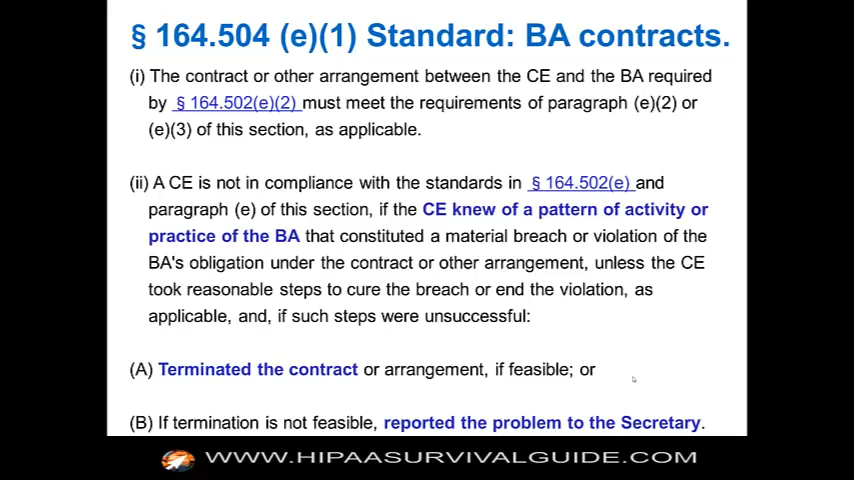 § 164.504 (e)(1) Standard: BA contracts.
(i) The contract or other arrangement between the CE and the BA required
by § 164.502(e)(2) must meet the requirements of paragraph (e)(2) or
(e)(3) of this section, as applicable.
(ii) A CE is not in compliance with the standards in § 164.502(e) and
paragraph (e) of this section, if the CE knew of a pattern of activity or
practice of the BA that constituted a material breach or violation of the
BA's obligation under the contract or other arrangement, unless the CE
took reasonable steps to cure the breach or end the violation, as
applicable, and, if such steps were unsuccessful:
(A) Terminated the contract or arrangement, if feasible; or
(B) If termination is not feasible, reported the problem to the Secretary.
WWW.HIPAASURVIVALGUIDE.COM